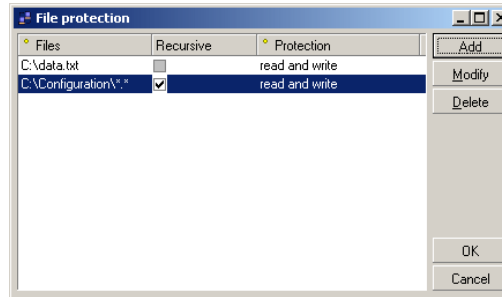 File protection
Files Recursive Protection Add
C:\data.txt read and write
C:\Configuration\*.* read and write
Modify
Delete
OK
Cancel